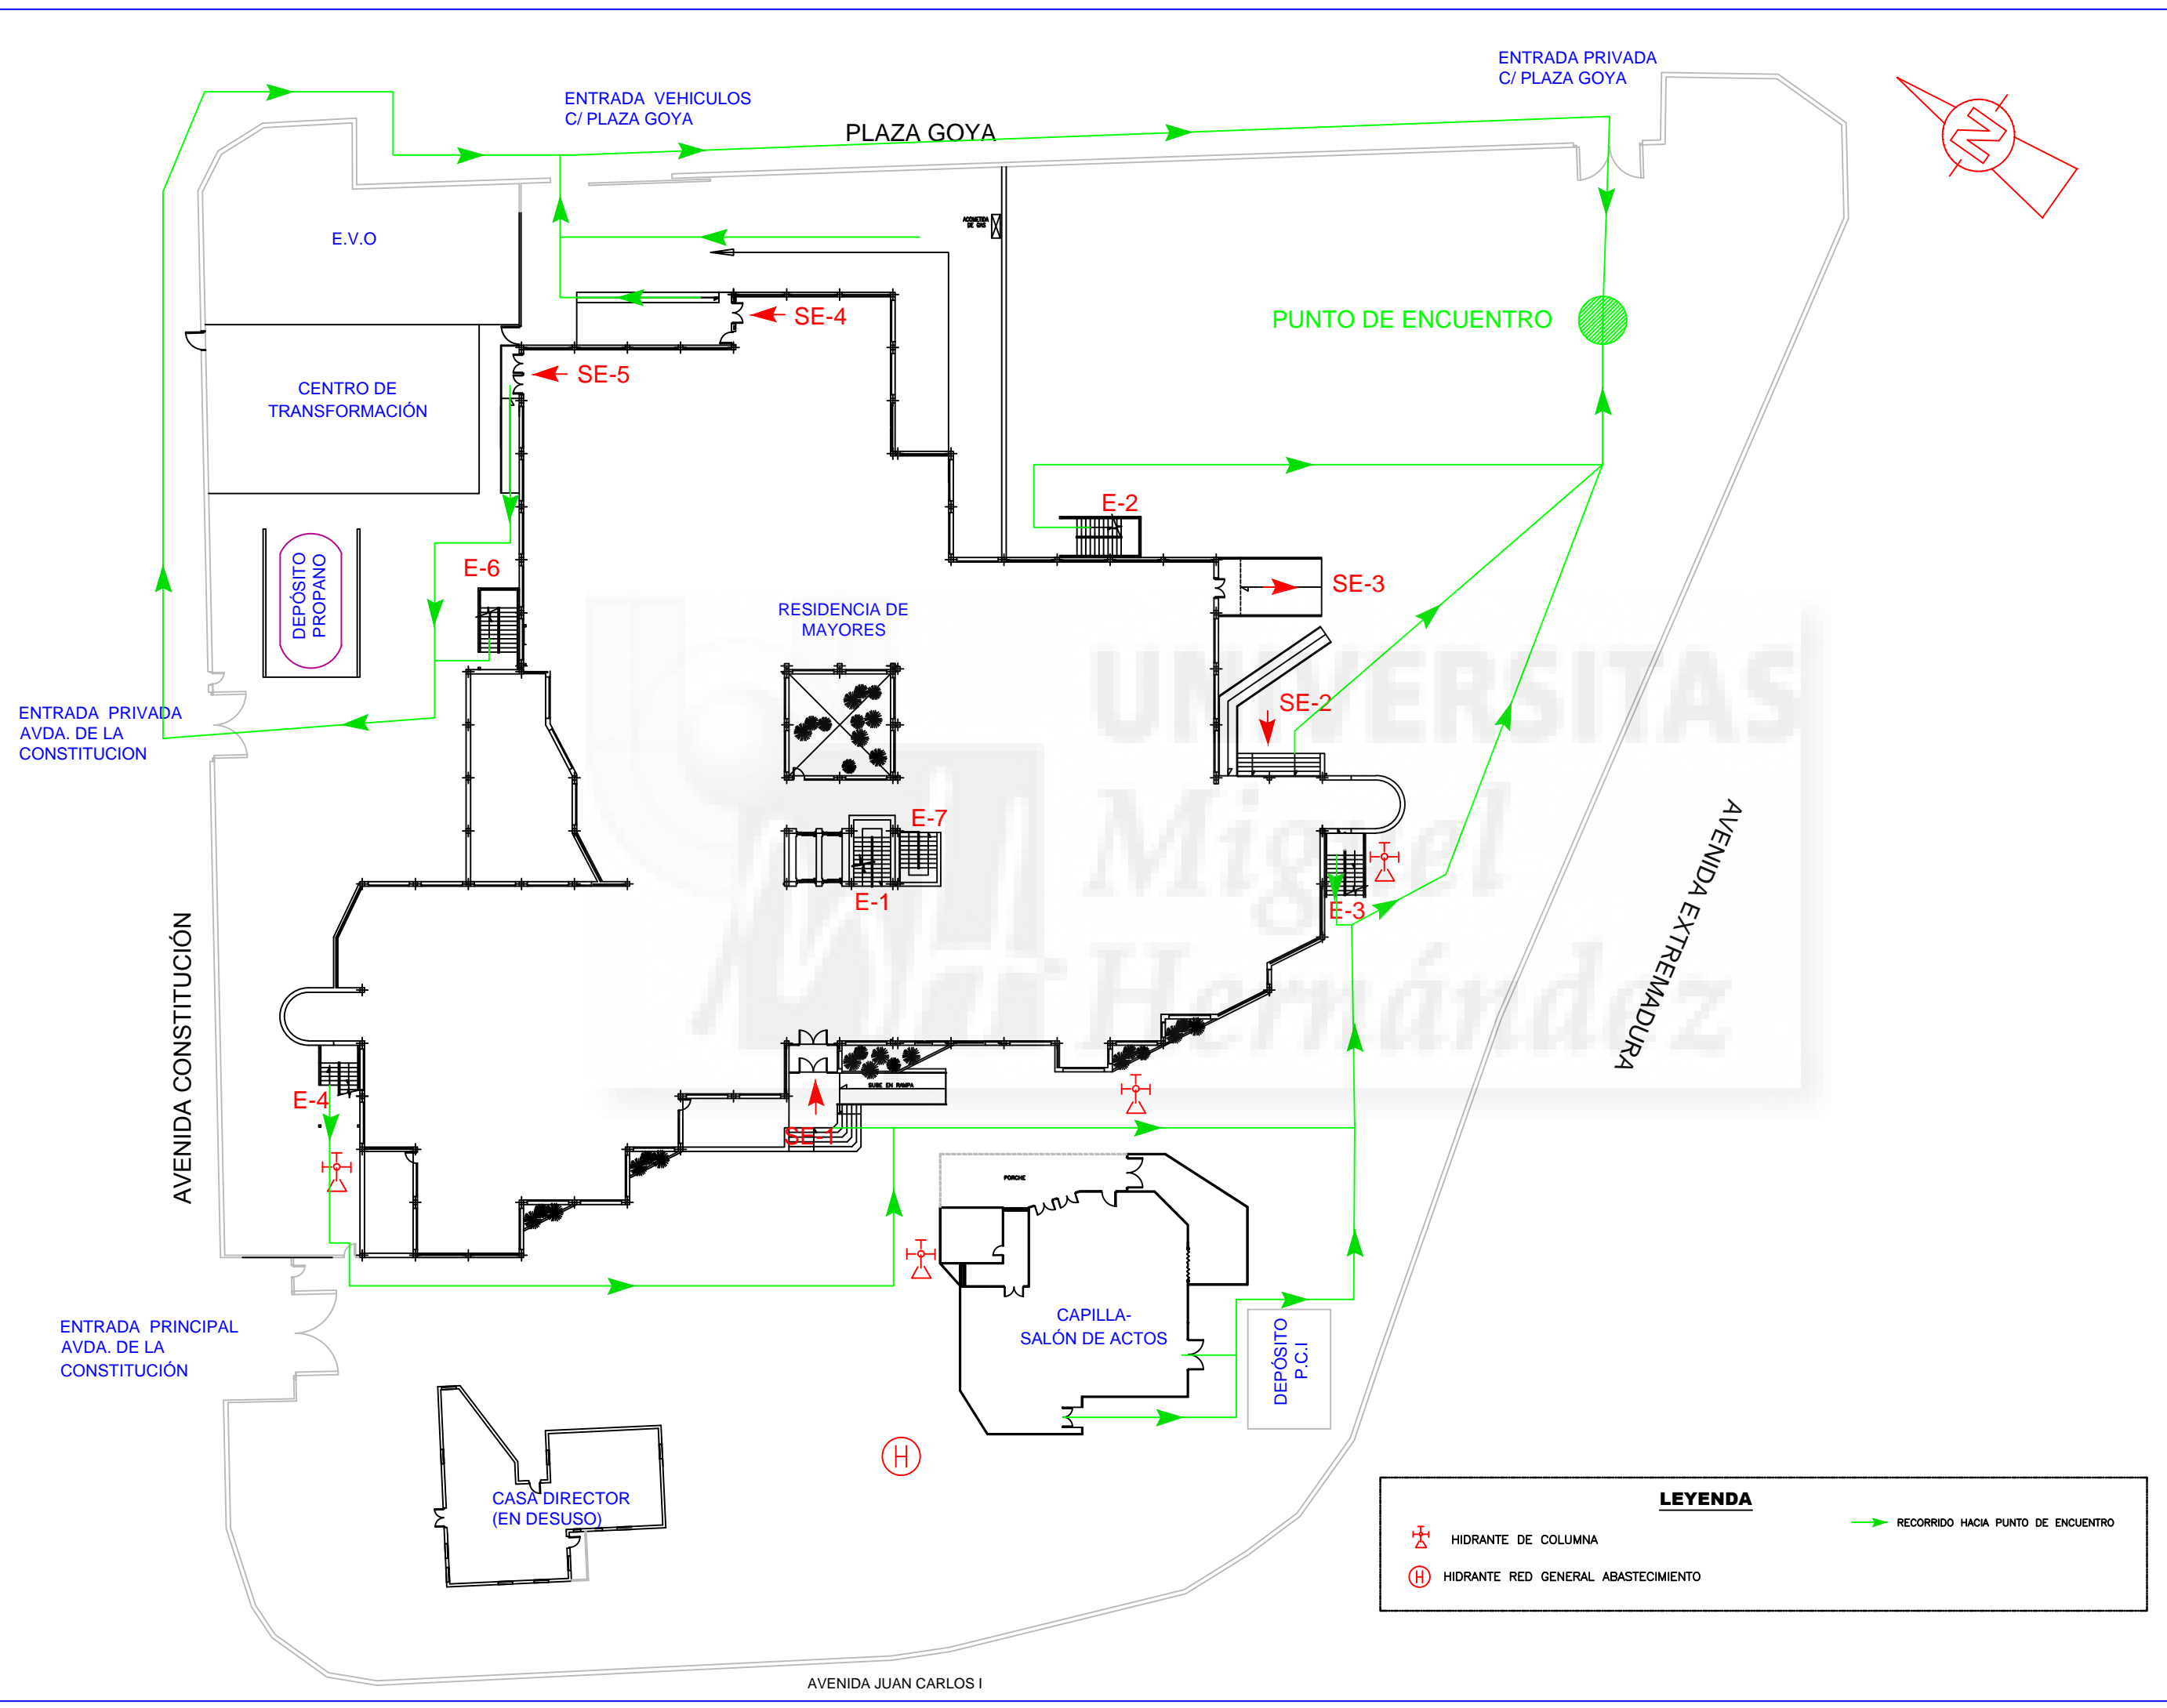 ENTRADA PRIVADA
C/ PLAZA GOYA
ENTRADA VEHICULOS
C/ PLAZA GOYA
PLAZA GOYA
N
ACOMETIDA
DE GAS
E.V.O
SE-4
PUNTO DE ENCUENTRO
SE-5
CENTRO DE
TRANSFORMACIÓN
E-2
DEPÓSITO
PROPANO
E-6
SE-3
RESIDENCIA DE
MAYORES
UNIVERSITAS
Miguel
Hernández
SE-2
ENTRADA PRIVADA
AVDA. DE LA
CONSTITUCION
E-7
E-1
E-3
AVENIDA EXTREMADURA
AVENIDA CONSTITUCIÓN
SUBE EN RAMPA
E-4
SE-1
PORCHE
ENTRADA PRINCIPAL
AVDA. DE LA
CONSTITUCIÓN
CAPILLA-
SALÓN DE ACTOS
DEPÓSITO
P.C.I
H
CASA DIRECTOR
(EN DESUSO)
LEYENDA
RECORRIDO HACIA PUNTO DE ENCUENTRO
HIDRANTE DE COLUMNA
H HIDRANTE RED GENERAL ABASTECIMIENTO
AVENIDA JUAN CARLOS I